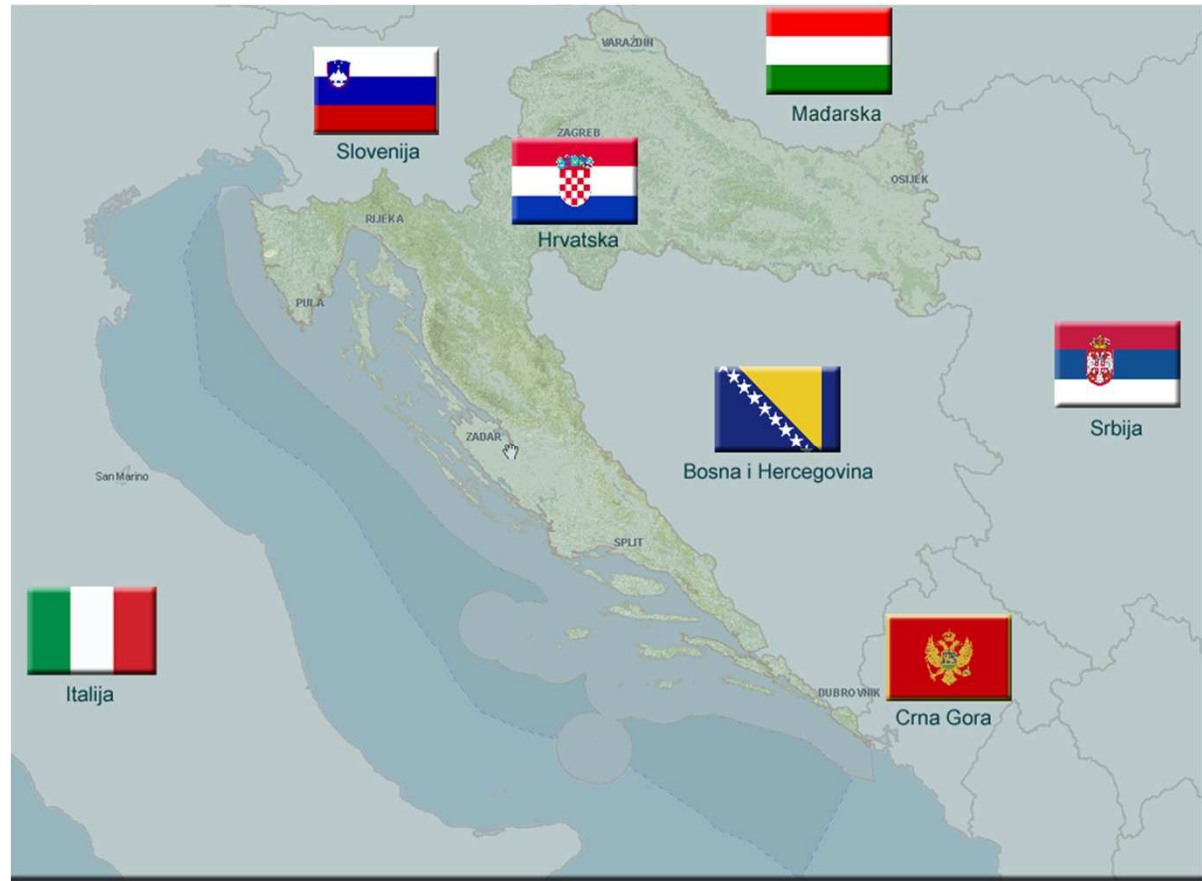 VARAŽDIN
Mađarska
ZAGREB
Slovenija
OSIJEK
RIJEKA
Hrvatska
PULA
Srbija
ZADAR
Bosna i Hercegovina
San Marino
SPLIT
Italija
DUBROVNIK
Crna Gora